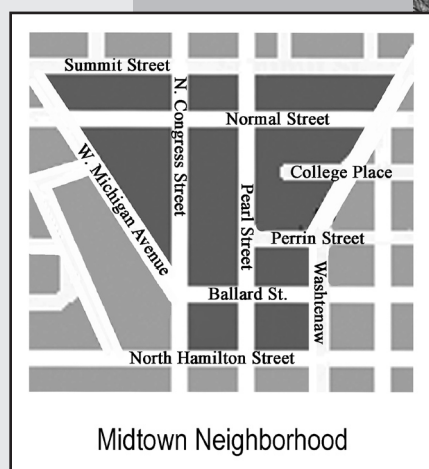 Summit Street
N. Congress Street
Normal Street
W. Michigan Avenue
College Place
Pearl Street
Perrin Street
Washtenaw
Ballard St.
North Hamilton Street
Midtown Neighborhood